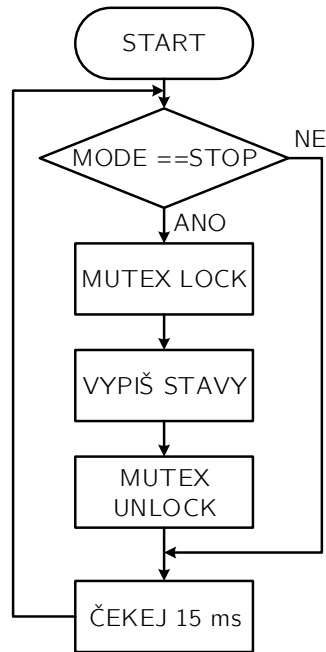 START
MODE ==STOP
NE
ANO
MUTEX LOCK
VYPIŠ STAVY
MUTEX
UNLOCK
ČEKEJ 15 ms